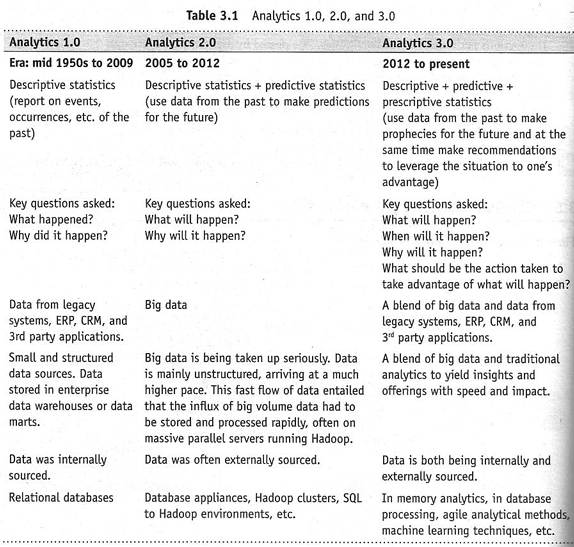 Table 3.1 Analytics 1.0, 2.0, and 3.0
Analytics 1.0
Analytics 2.0
Analytics 3.0
Era: mid 1950s to 2009
2005 to 2012
2012 to present
Descriptive statistics
(report on events,
occurrences, etc. of the
past)
Descriptive statistics + predictive statistics
(use data from the past to make predictions
for the future)
Descriptive + predictive +
prescriptive statistics
(use data from the past to make
prophecies for the future and at the
same time make recommendations
to leverage the situation to one's
advantage)
Key questions asked:
What happened?
Why did it happen?
Key questions asked:
What will happen?
Why will it happen?
Key questions asked:
What will happen?
When will it happen?
Why will it happen?
What should be the action taken to
take advantage of what will happen?
Data from legacy
systems, ERP, CRM, and
3rd party applications.
Big data
A blend of big data and data from
legacy systems, ERP, CRM, and
3rd party applications.
Small and structured
data sources. Data
stored in enterprise
data warehouses or data
marts.
Big data is being taken up seriously. Data
is mainly unstructured, arriving at a much
higher pace. This fast flow of data entailed
that the influx of big volume data had to
be stored and processed rapidly, often on
massive parallel servers running Hadoop.
A blend of big data and traditional
analytics to yield insights and
offerings with speed and impact.
Data was internally
sourced.
Data was often externally sourced.
Data is both being internally and
externally sourced.
Relational databases
Database appliances, Hadoop clusters, SQL
to Hadoop environments, etc.
In memory analytics, in database
processing, agile analytical methods,
machine learning techniques, etc.